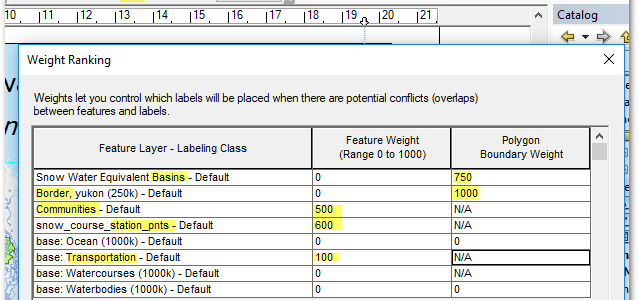 10 11 12 13 14 15 16 17 18 19 20 21
Catalog
Weight Ranking
Weights let you control which labels will be placed when there are potential conflicts (overlaps)
between features and labels.
Feature Layer - Labeling Class Feature Weight (Range 0 to 1000) Polygon Boundary Weight
Snow Water Equivalent Basins - Default 0 750
Border, yukon (250k) - Default 0 1000
Communities - Default 500 N/A
snow_course_station_pnts - Default 600 N/A
base: Ocean (1000k) - Default 0 0
base: Transportation - Default 100 N/A
base: Watercourses (1000k) - Default 0 N/A
base: Waterbodies (1000k) - Default 0 0